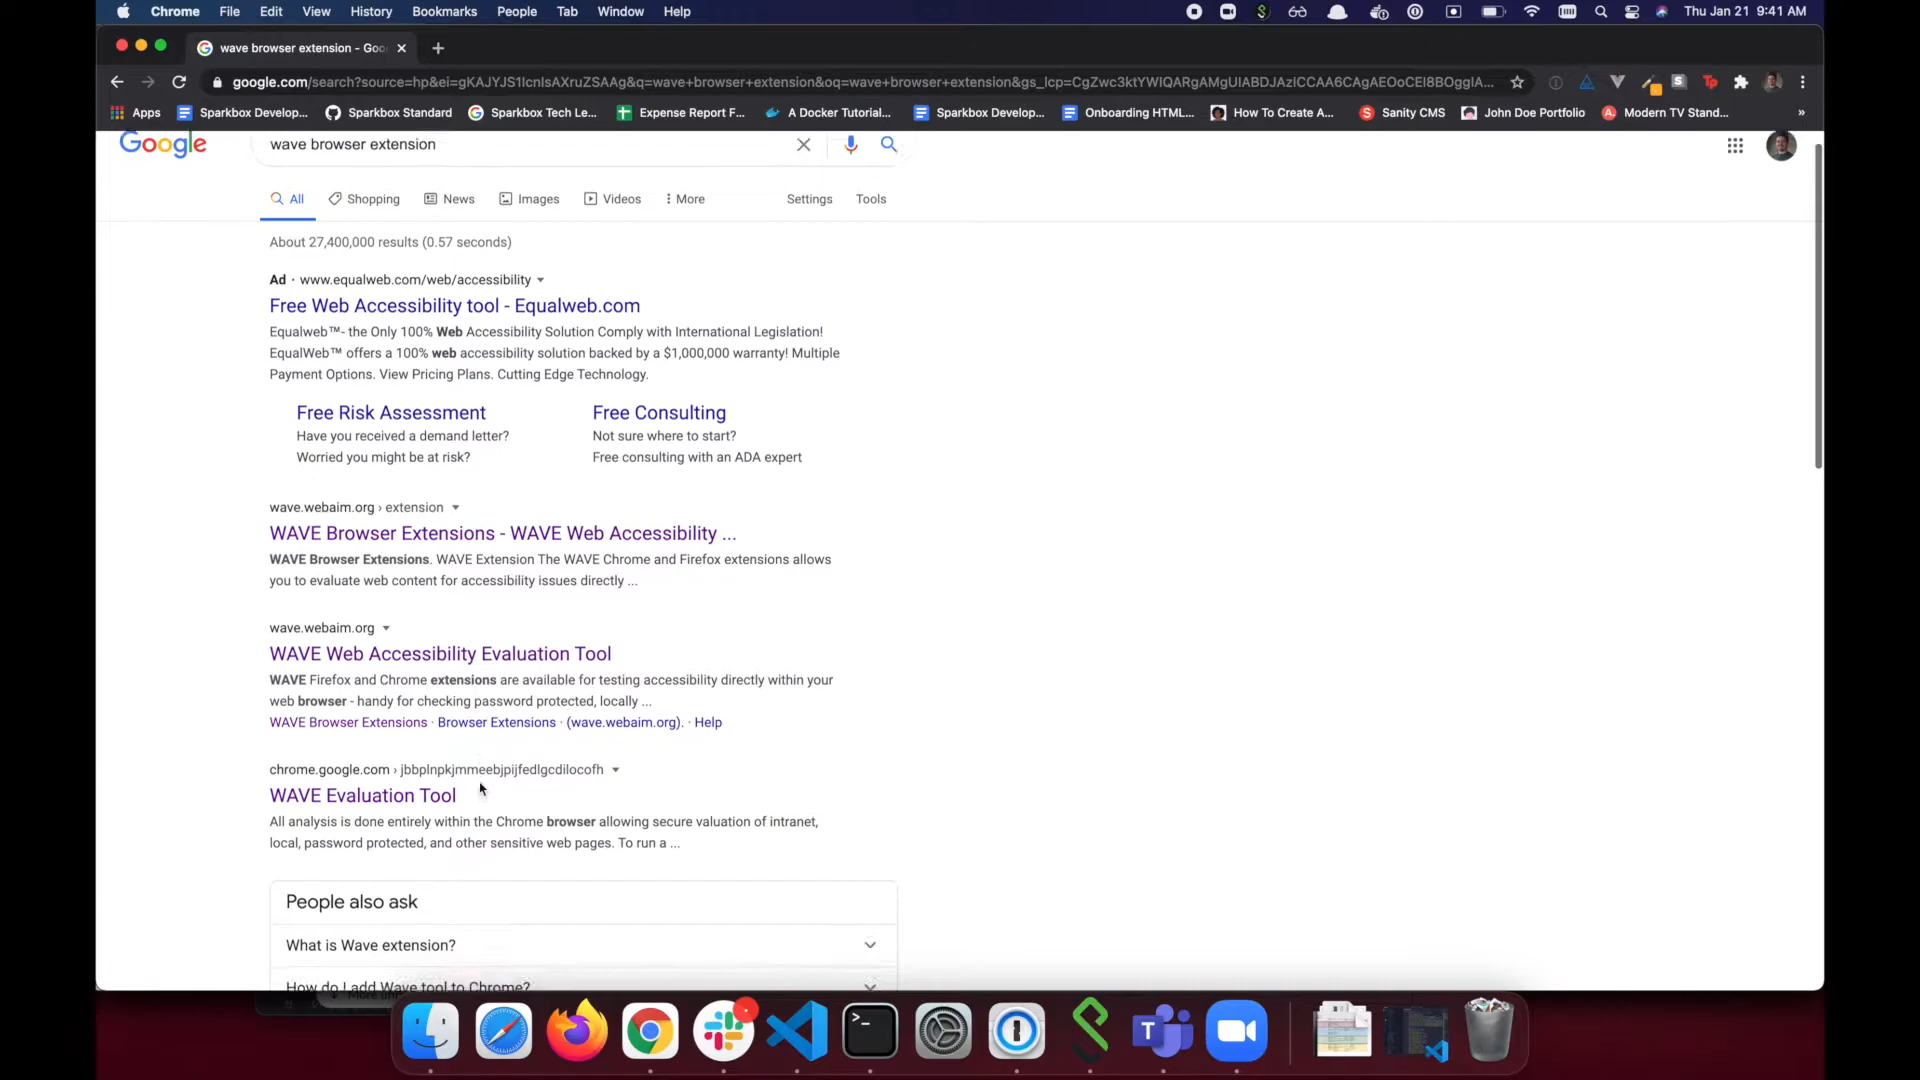 Chrome File Edit View History Bookmarks People Tab Window Help Thu Jan 21 9:41 AM
wave browser extension - Goo
google.com/search?source=hp&ei=gKAJYJS1IcnIsAXruZSAAg&q=wave+browser+extension&oq=wave+browser+extension&gs_lcp=CgZwc3ktYWIQARgAMgUIABDJAzICCAA6CAgAEOoCEI8BOggIA...
Apps Sparkbox Develop... Sparkbox Standard Sparkbox Tech Le... Expense Report F... A Docker Tutorial... Sparkbox Develop... Onboarding HTML... How To Create A... Sanity CMS John Doe Portfolio Modern TV Stand... »
Google wave browser extension
All Shopping News Images Videos More Settings Tools
About 27,400,000 results (0.57 seconds)
Ad · www.equalweb.com/web/accessibility
Free Web Accessibility tool - Equalweb.com
Equalweb™- the Only 100% Web Accessibility Solution Comply with International Legislation!
EqualWeb™ offers a 100% web accessibility solution backed by a $1,000,000 warranty! Multiple
Payment Options. View Pricing Plans. Cutting Edge Technology.
Free Risk Assessment Free Consulting
Have you received a demand letter? Not sure where to start?
Worried you might be at risk? Free consulting with an ADA expert
wave.webaim.org › extension
WAVE Browser Extensions - WAVE Web Accessibility ...
WAVE Browser Extensions. WAVE Extension The WAVE Chrome and Firefox extensions allows
you to evaluate web content for accessibility issues directly ...
wave.webaim.org
WAVE Web Accessibility Evaluation Tool
WAVE Firefox and Chrome extensions are available for testing accessibility directly within your
web browser - handy for checking password protected, locally ...
WAVE Browser Extensions · Browser Extensions · (wave.webaim.org). · Help
chrome.google.com › jbbplnpkjmmeebjpijfedlgcdilocofh
WAVE Evaluation Tool
All analysis is done entirely within the Chrome browser allowing secure valuation of intranet,
local, password protected, and other sensitive web pages. To run a ...
People also ask
What is Wave extension?
How do I add Wave tool to Chrome?